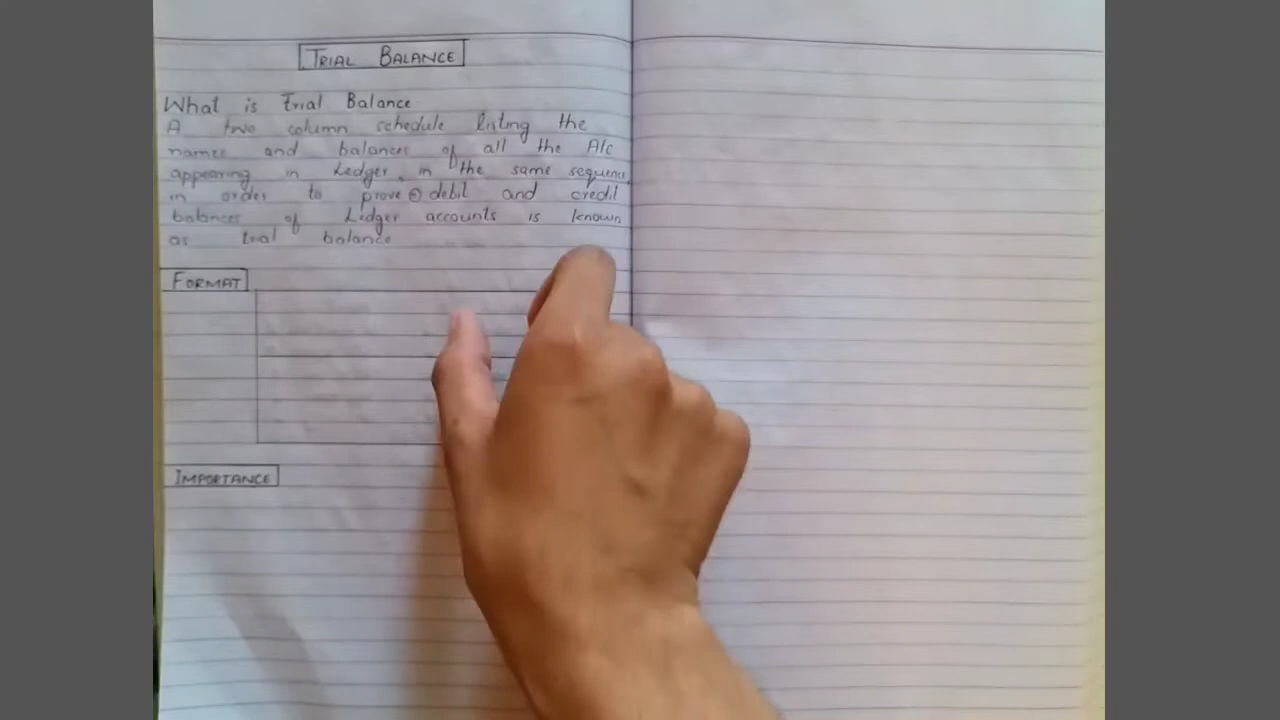 TRIAL BALANCE
What is Trial Balance
A two column schedule listing the
names and balances of all the A/c
appearing in Ledger, in the same sequence
in order to prove debit and credit
balances of Ledger accounts is known
as trial balance
FORMAT
IMPORTANCE